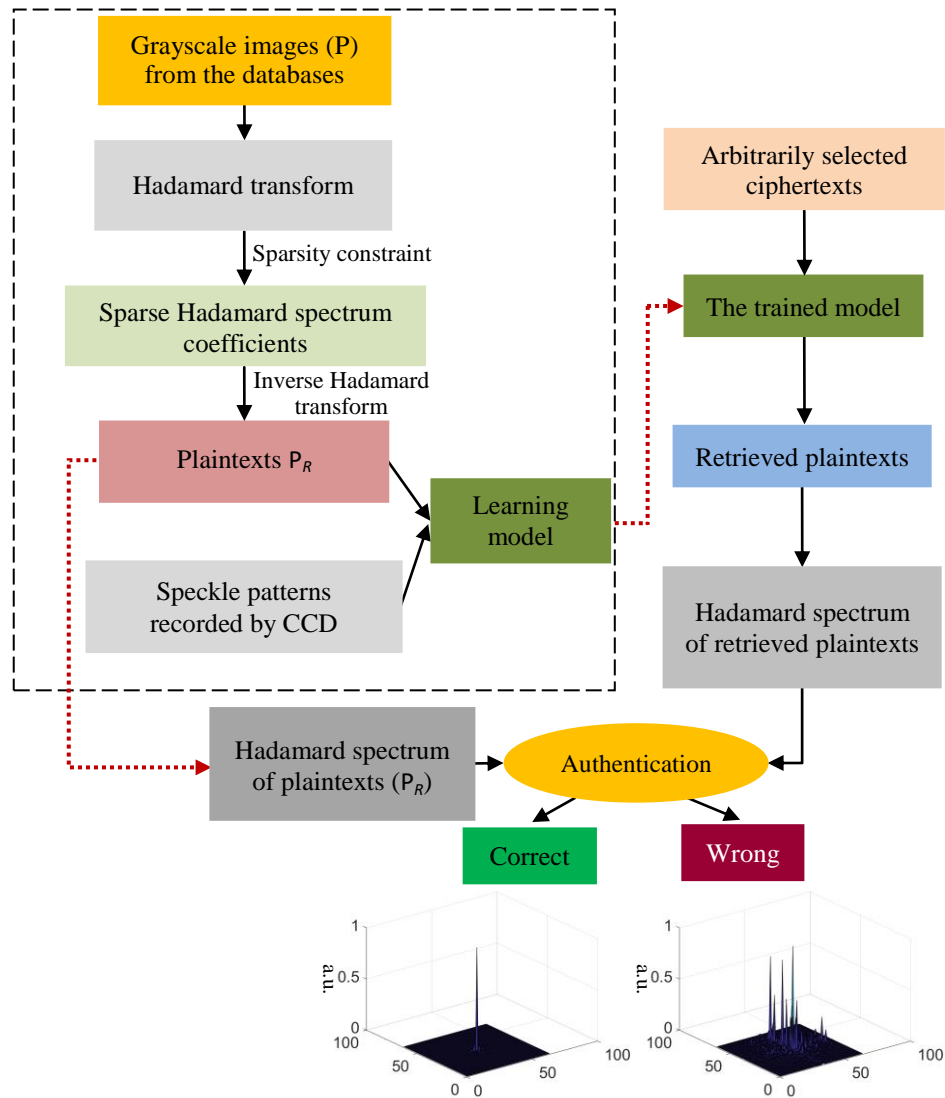 Grayscale images (P)
from the databases
Hadamard transform
Sparsity constraint
Sparse Hadamard spectrum
coefficients
Inverse Hadamard
transform
Plaintexts P_R
Learning
model
Speckle patterns
recorded by CCD
Arbitrarily selected
ciphertexts
The trained model
Retrieved plaintexts
Hadamard spectrum
of retrieved plaintexts
Hadamard spectrum
of plaintexts (P_R)
Authentication
Correct
Wrong
1
0.5
0
a.u.
100
50
0
0
50
100
1
0.5
0
a.u.
100
50
0
0
50
100